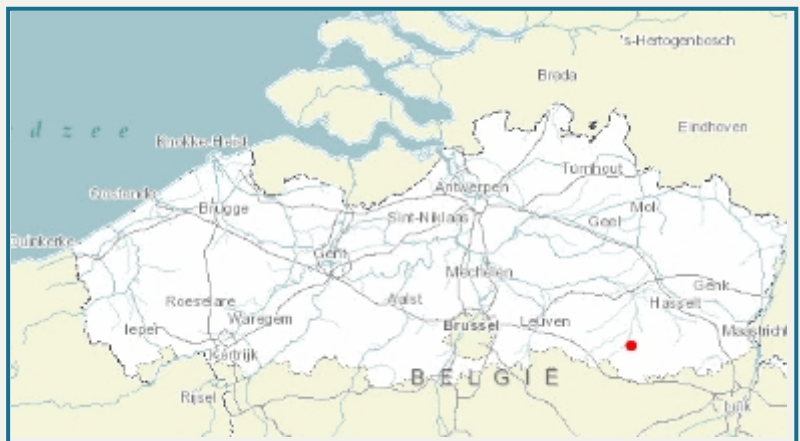 's-Hertogenbosch
Breda
d z e e
Eindhoven
Knokke-Heist
Turnhout
Antwerpen
Oostende
Brugge
Sint-Niklaas
Mol
Geel
Duinkerke
Gent
Mechelen
Genk
Roeselare
Aalst
Hasselt
Ieper
Waregem
Brussel
Leuven
Maastricht
Kortrijk
BELGIË
Rijsel
Luik